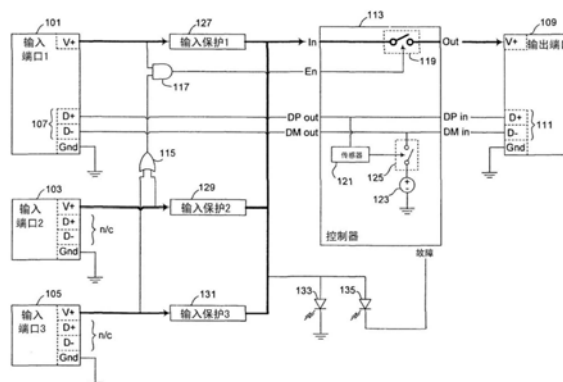 101
输入
端口1
V+
D+
D-
Gnd
107
127
输入保护1
117
115
113
In
Out
119
En
DP out
DP in
DM out
DM in
传感器
121
125
123
控制器
故障
109
V+
输出端口
D+
D-
Gnd
111
103
输入
端口2
V+
D+
D-
Gnd
n/c
129
输入保护2
105
输入
端口3
V+
D+
D-
Gnd
n/c
131
输入保护3
133
135